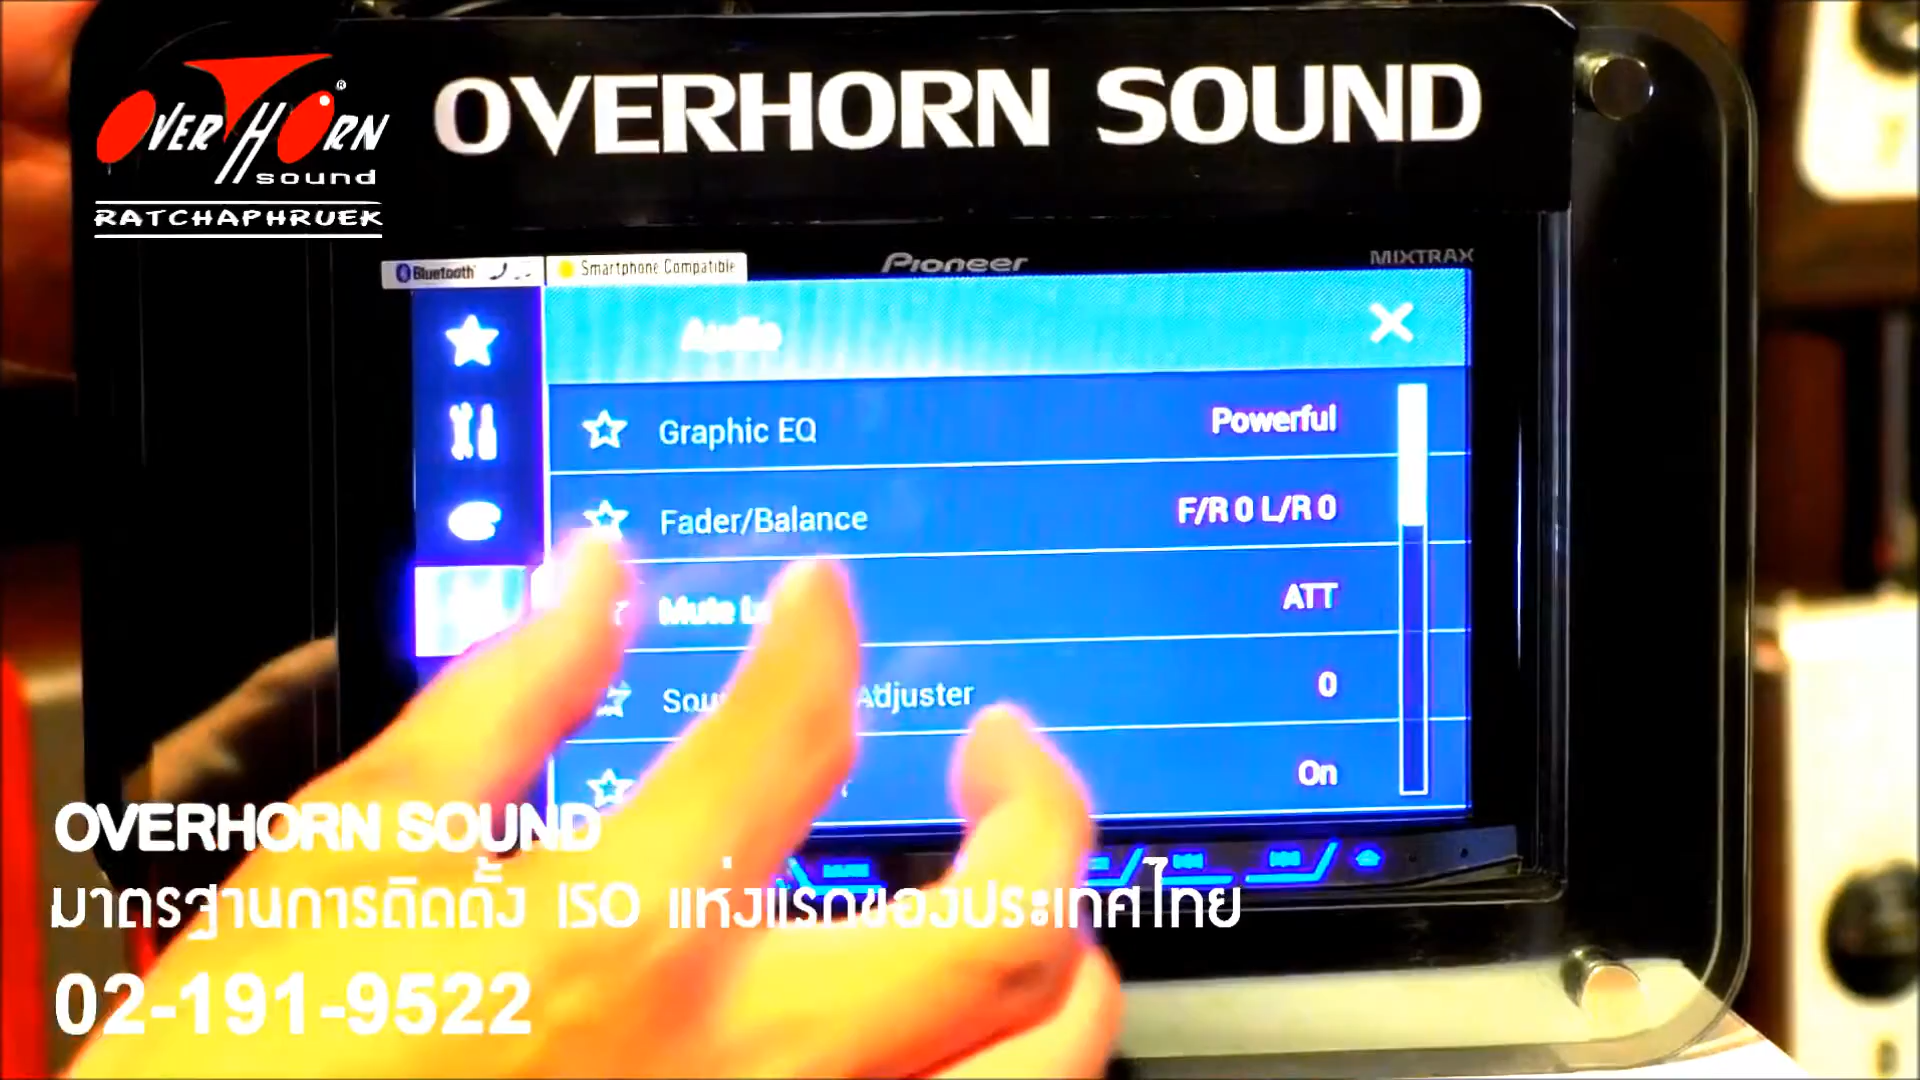 OVERHORN
sound
RATCHAPHRUEK
OVERHORN SOUND
Bluetooth
Smartphone Compatible
Pioneer
MIXTRAX
Audio
Graphic EQ
Powerful
Fader/Balance
F/R 0 L/R 0
Mute
ATT
Adjuster
0
On
OVERHORN SOUND
มาตรฐานการติดตั้ง ISO แห่งแรกของประเทศไทย
02-191-9522